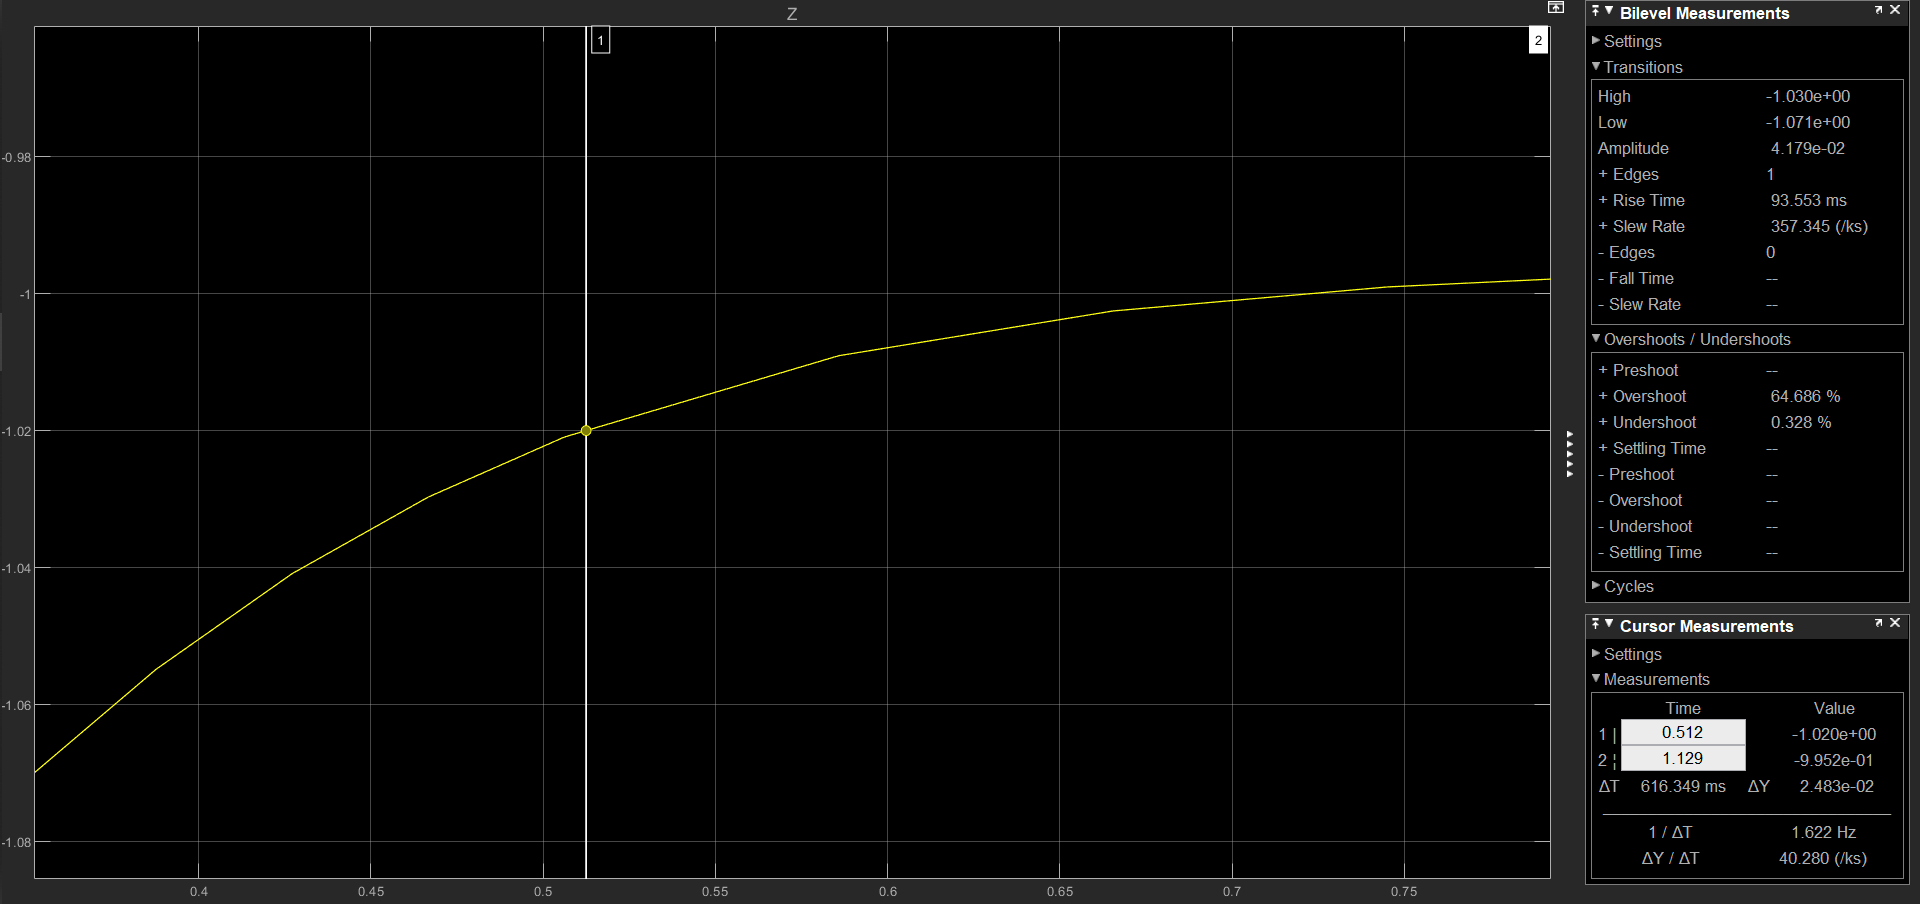 Z
1
2
-0.98
-1
-1.02
-1.04
-1.06
-1.08
0.4 0.45 0.5 0.55 0.6 0.65 0.7 0.75
Bilevel Measurements
Settings
Transitions
High -1.030e+00
Low -1.071e+00
Amplitude 4.179e-02
+ Edges 1
+ Rise Time 93.553 ms
+ Slew Rate 357.345 (/ks)
- Edges 0
- Fall Time --
- Slew Rate --
Overshoots / Undershoots
+ Preshoot --
+ Overshoot 64.686 %
+ Undershoot 0.328 %
+ Settling Time --
- Preshoot --
- Overshoot --
- Undershoot --
- Settling Time --
Cycles
Cursor Measurements
Settings
Measurements
Time Value
1 | 0.512 -1.020e+00
2 ¦ 1.129 -9.952e-01
ΔT 616.349 ms ΔY 2.483e-02
1 / ΔT 1.622 Hz
ΔY / ΔT 40.280 (/ks)